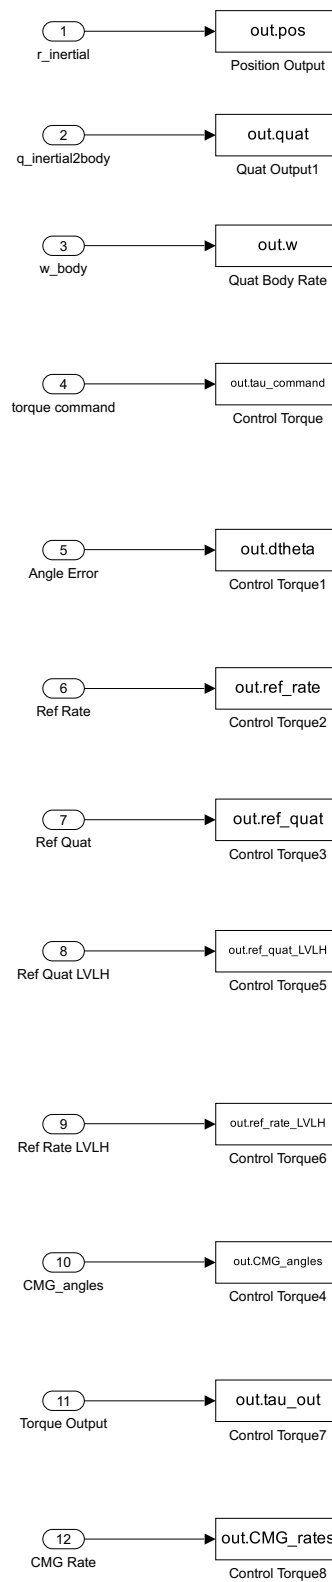 1
out.pos
r_inertial
Position Output
2
out.quat
q_inertial2body
Quat Output1
3
out.w
w_body
Quat Body Rate
4
out.tau_command
torque command
Control Torque
5
out.dtheta
Angle Error
Control Torque1
6
out.ref_rate
Ref Rate
Control Torque2
7
out.ref_quat
Ref Quat
Control Torque3
8
out.ref_quat_LVLH
Ref Quat LVLH
Control Torque5
9
out.ref_rate_LVLH
Ref Rate LVLH
Control Torque6
10
out.CMG_angles
CMG_angles
Control Torque4
11
out.tau_out
Torque Output
Control Torque7
12
out.CMG_rates
CMG Rate
Control Torque8